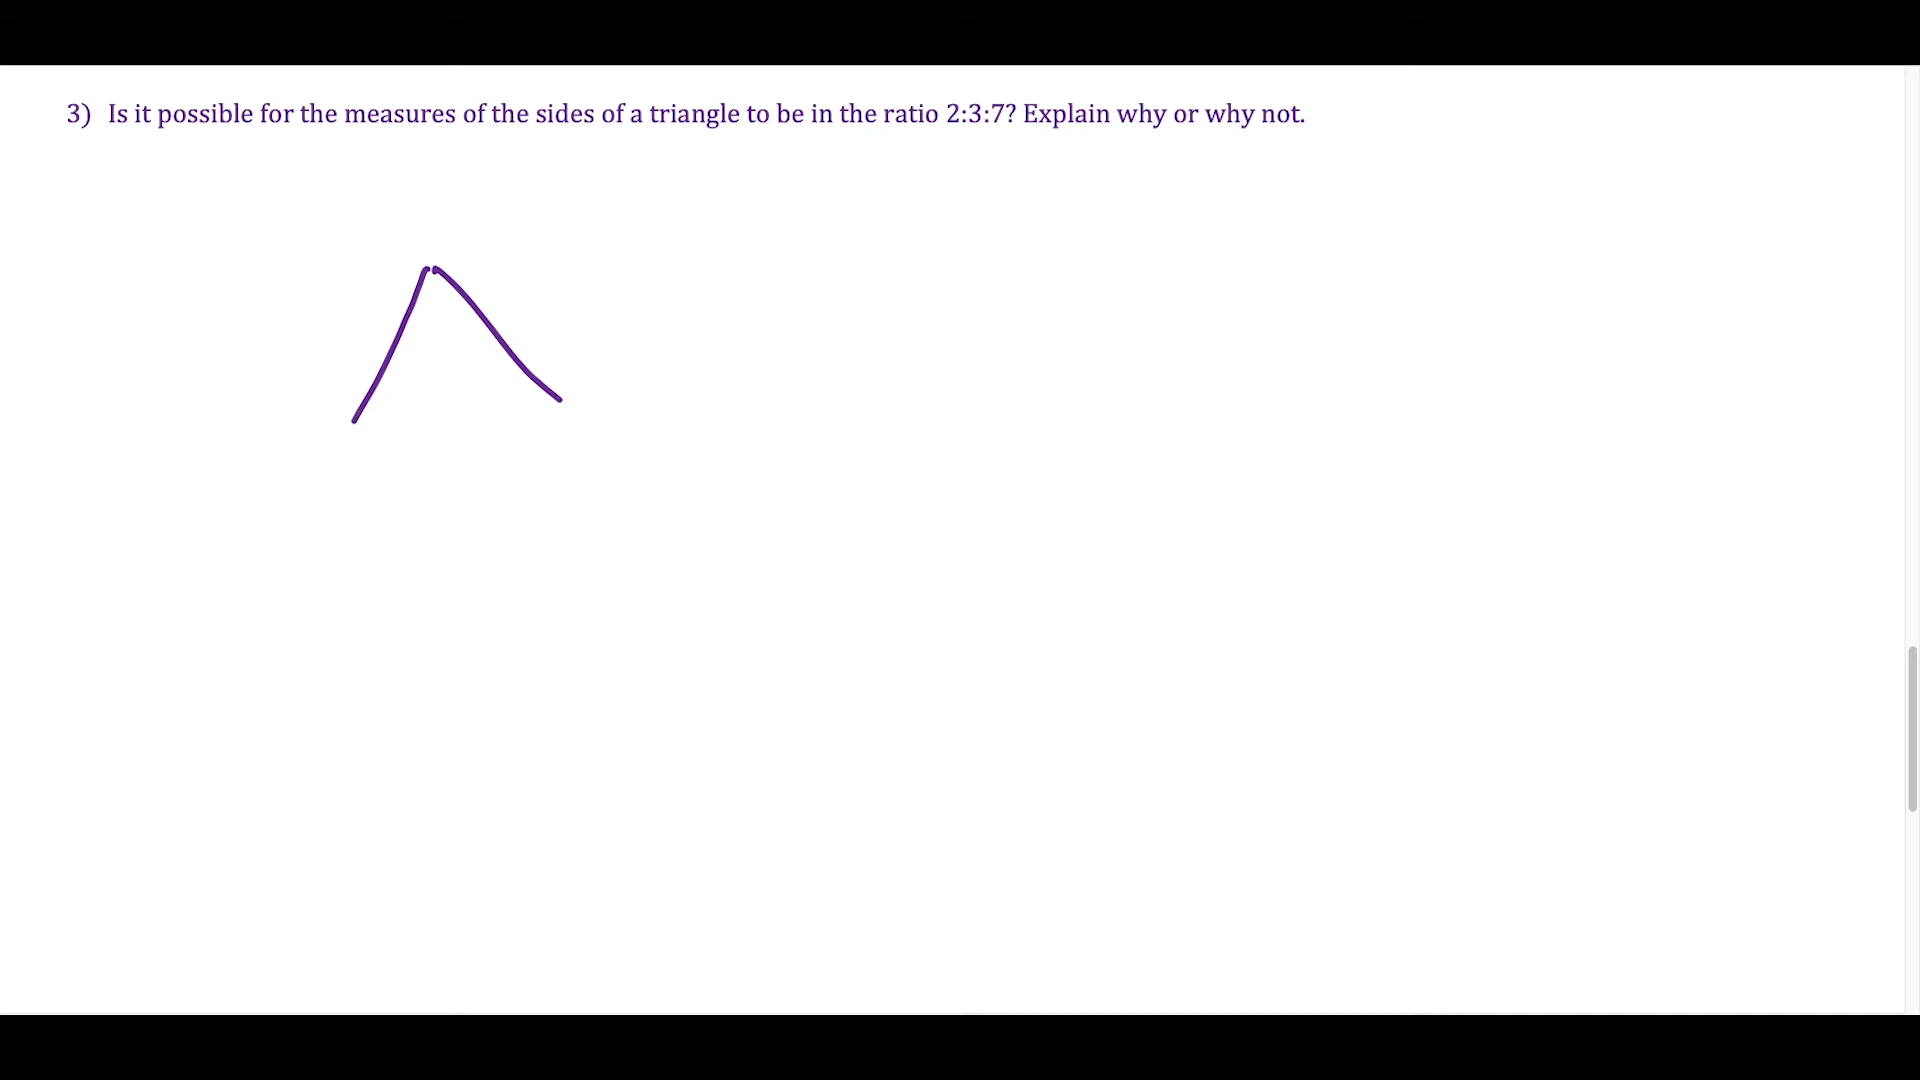 3) Is it possible for the measures of the sides of a triangle to be in the ratio 2:3:7? Explain why or why not.